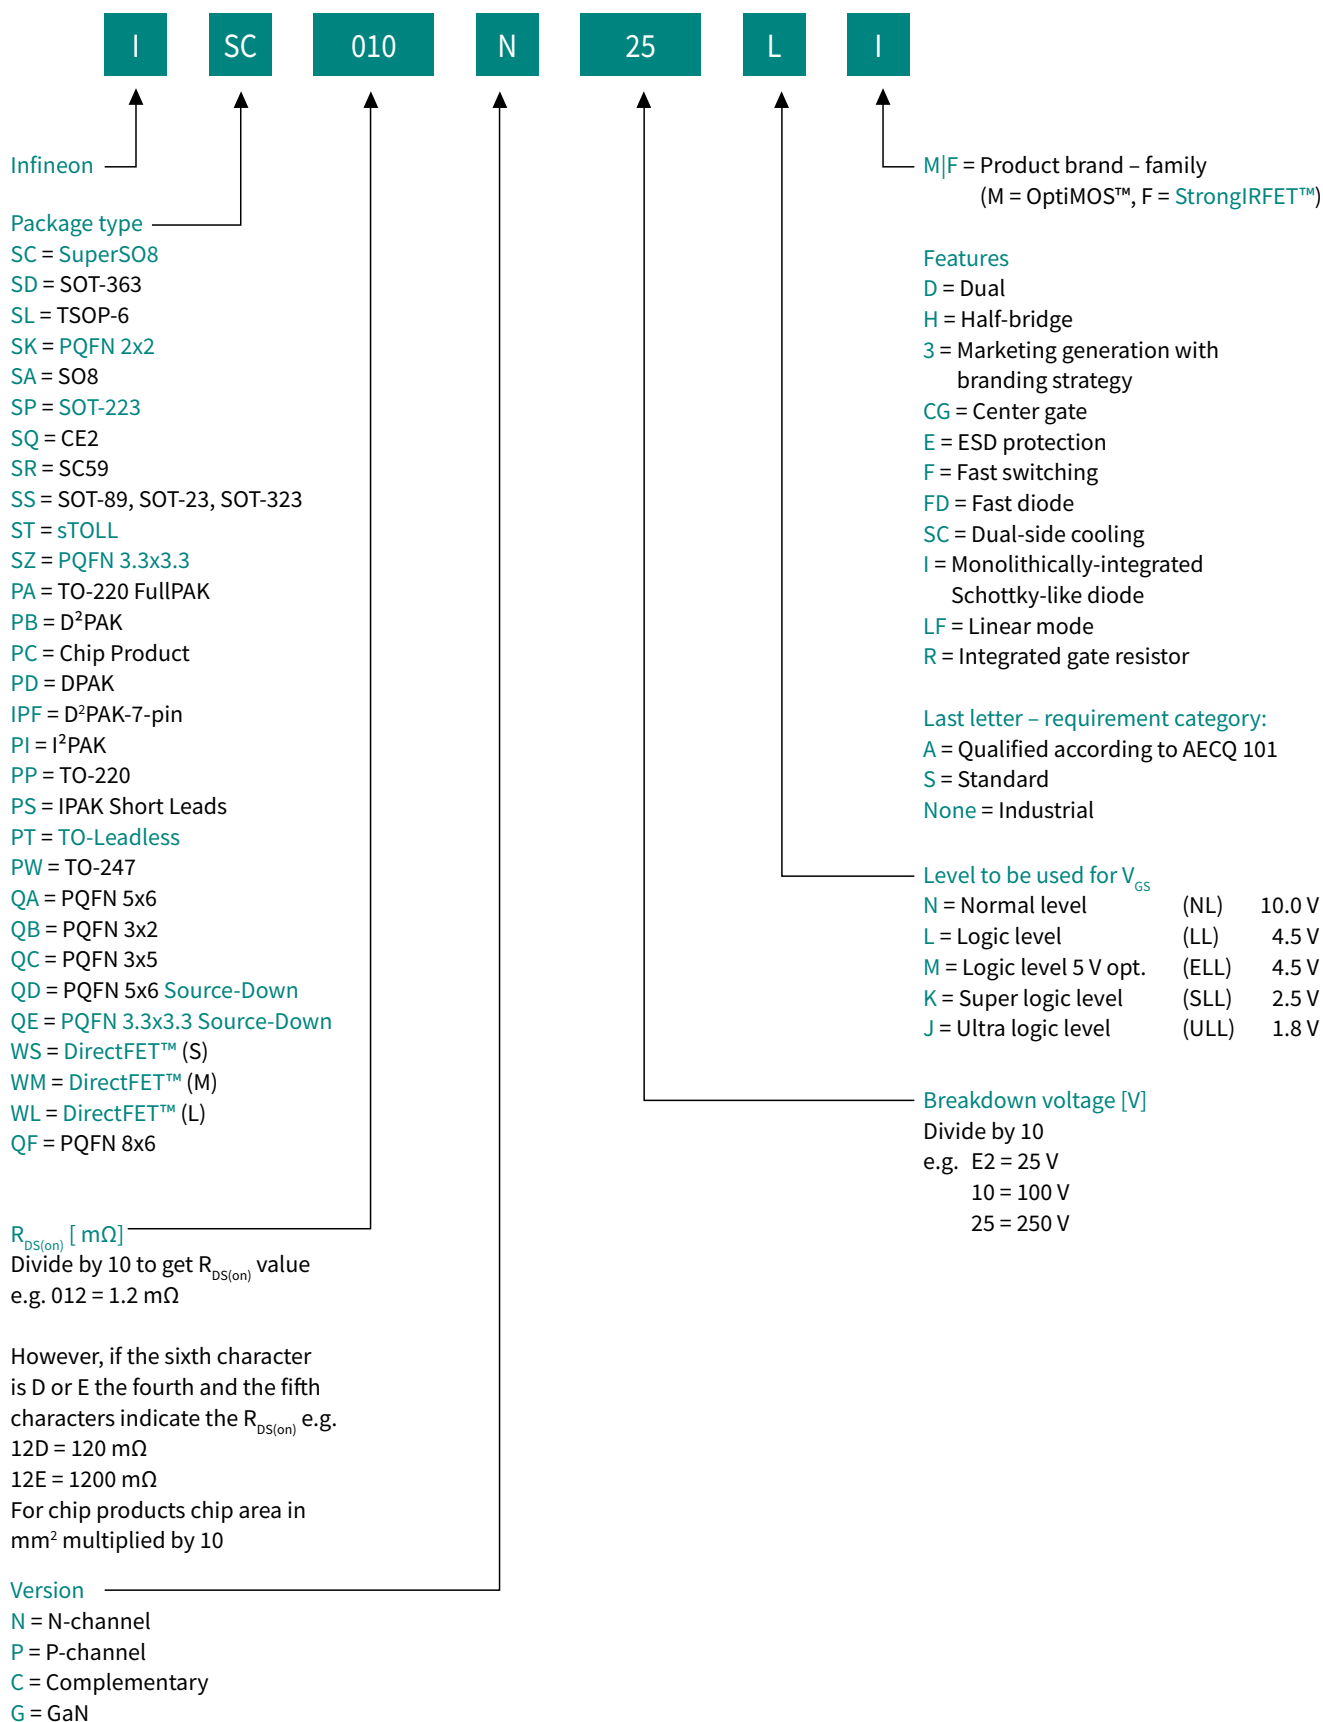 I SC 010 N 25 L I
Infineon
Package type
SC = SuperSO8
SD = SOT-363
SL = TSOP-6
SK = PQFN 2x2
SA = SO8
SP = SOT-223
SQ = CE2
SR = SC59
SS = SOT-89, SOT-23, SOT-323
ST = sTOLL
SZ = PQFN 3.3x3.3
PA = TO-220 FullPAK
PB = D²PAK
PC = Chip Product
PD = DPAK
IPF = D²PAK-7-pin
PI = I²PAK
PP = TO-220
PS = IPAK Short Leads
PT = TO-Leadless
PW = TO-247
QA = PQFN 5x6
QB = PQFN 3x2
QC = PQFN 3x5
QD = PQFN 5x6 Source-Down
QE = PQFN 3.3x3.3 Source-Down
WS = DirectFET™ (S)
WM = DirectFET™ (M)
WL = DirectFET™ (L)
QF = PQFN 8x6
RDS(on) [ mΩ]
Divide by 10 to get RDS(on) value
e.g. 012 = 1.2 mΩ
However, if the sixth character
is D or E the fourth and the fifth
characters indicate the RDS(on) e.g.
12D = 120 mΩ
12E = 1200 mΩ
For chip products chip area in
mm² multiplied by 10
Version
N = N-channel
P = P-channel
C = Complementary
G = GaN
M|F = Product brand – family
(M = OptiMOS™, F = StrongIRFET™)
Features
D = Dual
H = Half-bridge
3 = Marketing generation with
branding strategy
CG = Center gate
E = ESD protection
F = Fast switching
FD = Fast diode
SC = Dual-side cooling
I = Monolithically-integrated
Schottky-like diode
LF = Linear mode
R = Integrated gate resistor
Last letter – requirement category:
A = Qualified according to AECQ 101
S = Standard
None = Industrial
Level to be used for VGS
N = Normal level (NL) 10.0 V
L = Logic level (LL) 4.5 V
M = Logic level 5 V opt. (ELL) 4.5 V
K = Super logic level (SLL) 2.5 V
J = Ultra logic level (ULL) 1.8 V
Breakdown voltage [V]
Divide by 10
e.g. E2 = 25 V
10 = 100 V
25 = 250 V